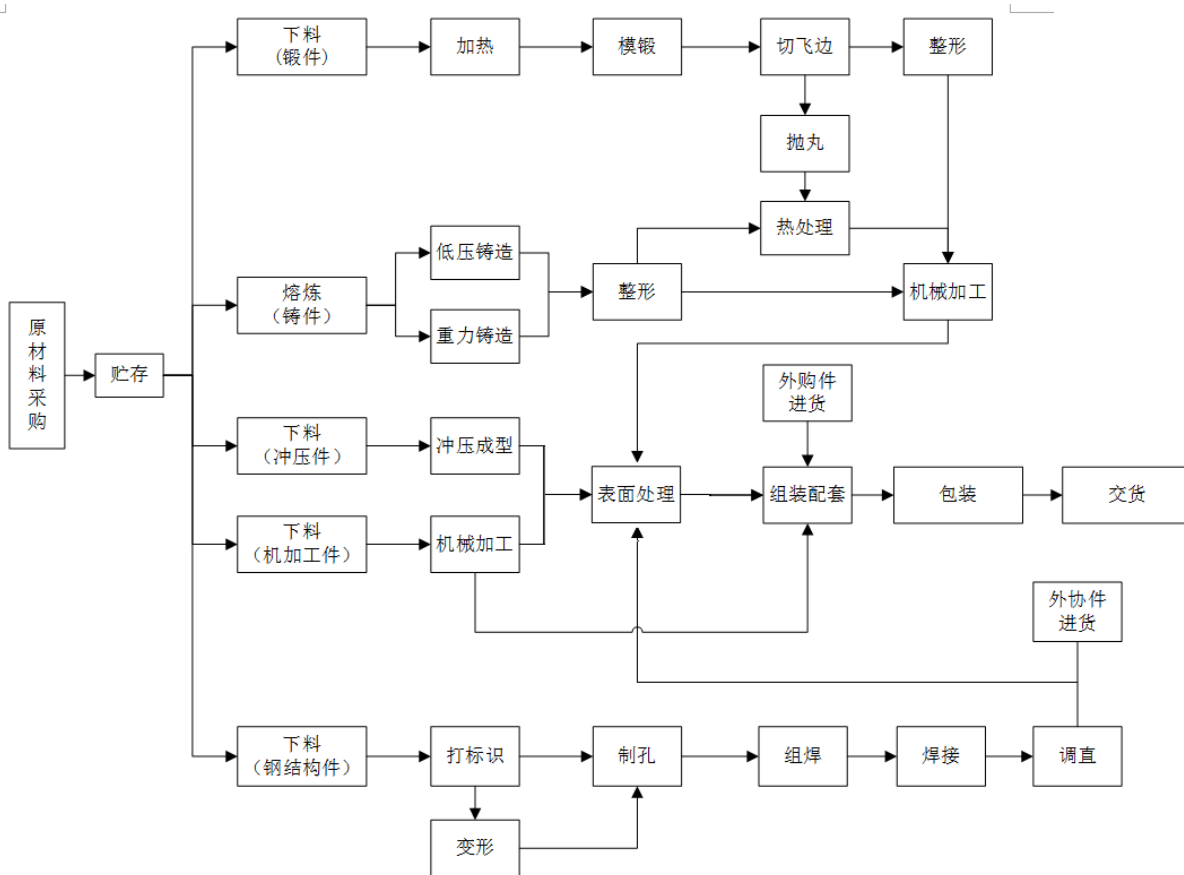 下料
(锻件)
加热
模锻
切飞边
整形
抛丸
热处理
低压铸造
熔炼
（铸件）
整形
机械加工
重力铸造
原
材
料
采
购
贮存
外购件
进货
下料
（冲压件）
冲压成型
表面处理
组装配套
包装
交货
下料
（机加工件）
机械加工
外协件
进货
下料
（钢结构件）
打标识
制孔
组焊
焊接
调直
变形